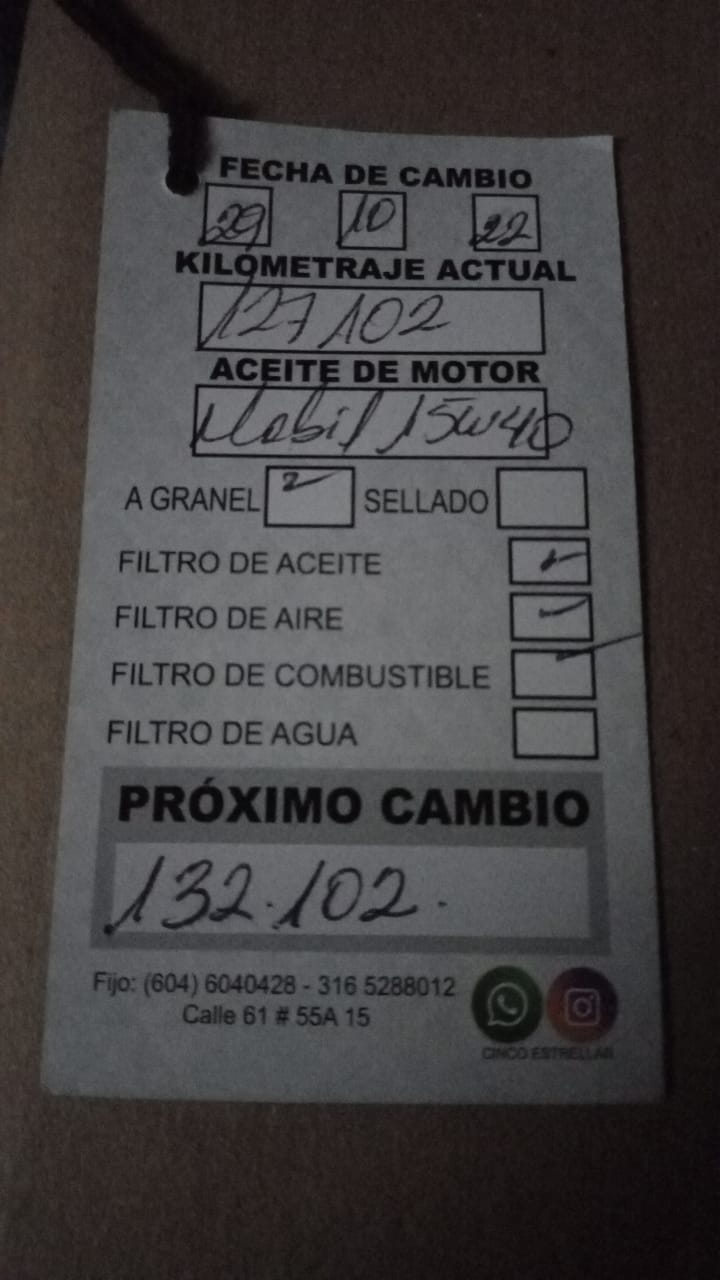 FECHA DE CAMBIO
29 10 22
KILÓMETRAJE ACTUAL
127102
ACEITE DE MOTOR
Mobil 15W40
A GRANEL SELLADO
FILTRO DE ACEITE
FILTRO DE AIRE
FILTRO DE COMBUSTIBLE
FILTRO DE AGUA
PRÓXIMO CAMBIO
132.102.
Fijo: (604) 6040428 - 316 5288012
Calle 61 # 55A 15
CINCO ESTRELLAS